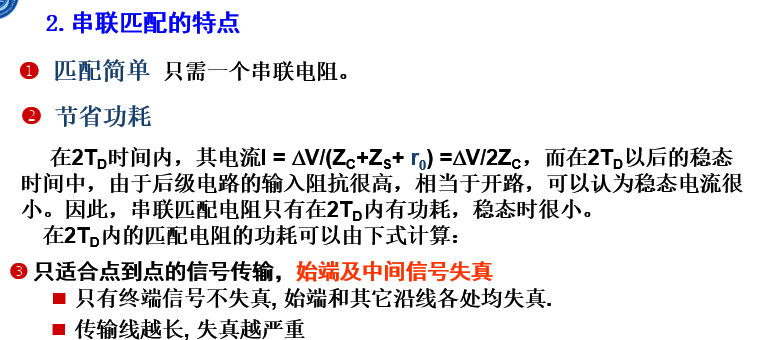 2. 串联匹配的特点
❶ 匹配简单 只需一个串联电阻。
❷ 节省功耗
在2TD时间内，其电流I = ΔV/(ZC+ZS+ r0) =ΔV/2ZC，而在2TD以后的稳态
时间中，由于后级电路的输入阻抗很高，相当于开路，可以认为稳态电流很
小。因此，串联匹配电阻只有在2TD内有功耗，稳态时很小。
在2TD内的匹配电阻的功耗可以由下式计算：
❸ 只适合点到点的信号传输，始端及中间信号失真
■ 只有终端信号不失真, 始端和其它沿线各处均失真.
■ 传输线越长, 失真越严重